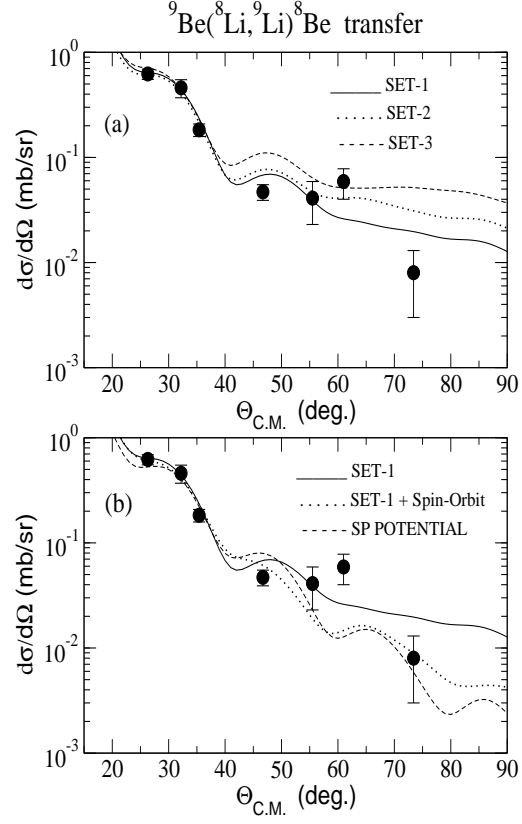 ⁹Be(⁸Li,⁹Li)⁸Be transfer
10⁰
10⁻¹
10⁻²
10⁻³
dσ/dΩ (mb/sr)
(a)
SET-1
SET-2
SET-3
20 30 40 50 60 70 80 90
Θ_C.M. (deg.)
10⁰
10⁻¹
10⁻²
10⁻³
dσ/dΩ (mb/sr)
(b)
SET-1
SET-1 + Spin-Orbit
SP POTENTIAL
20 30 40 50 60 70 80 90
Θ_C.M. (deg.)